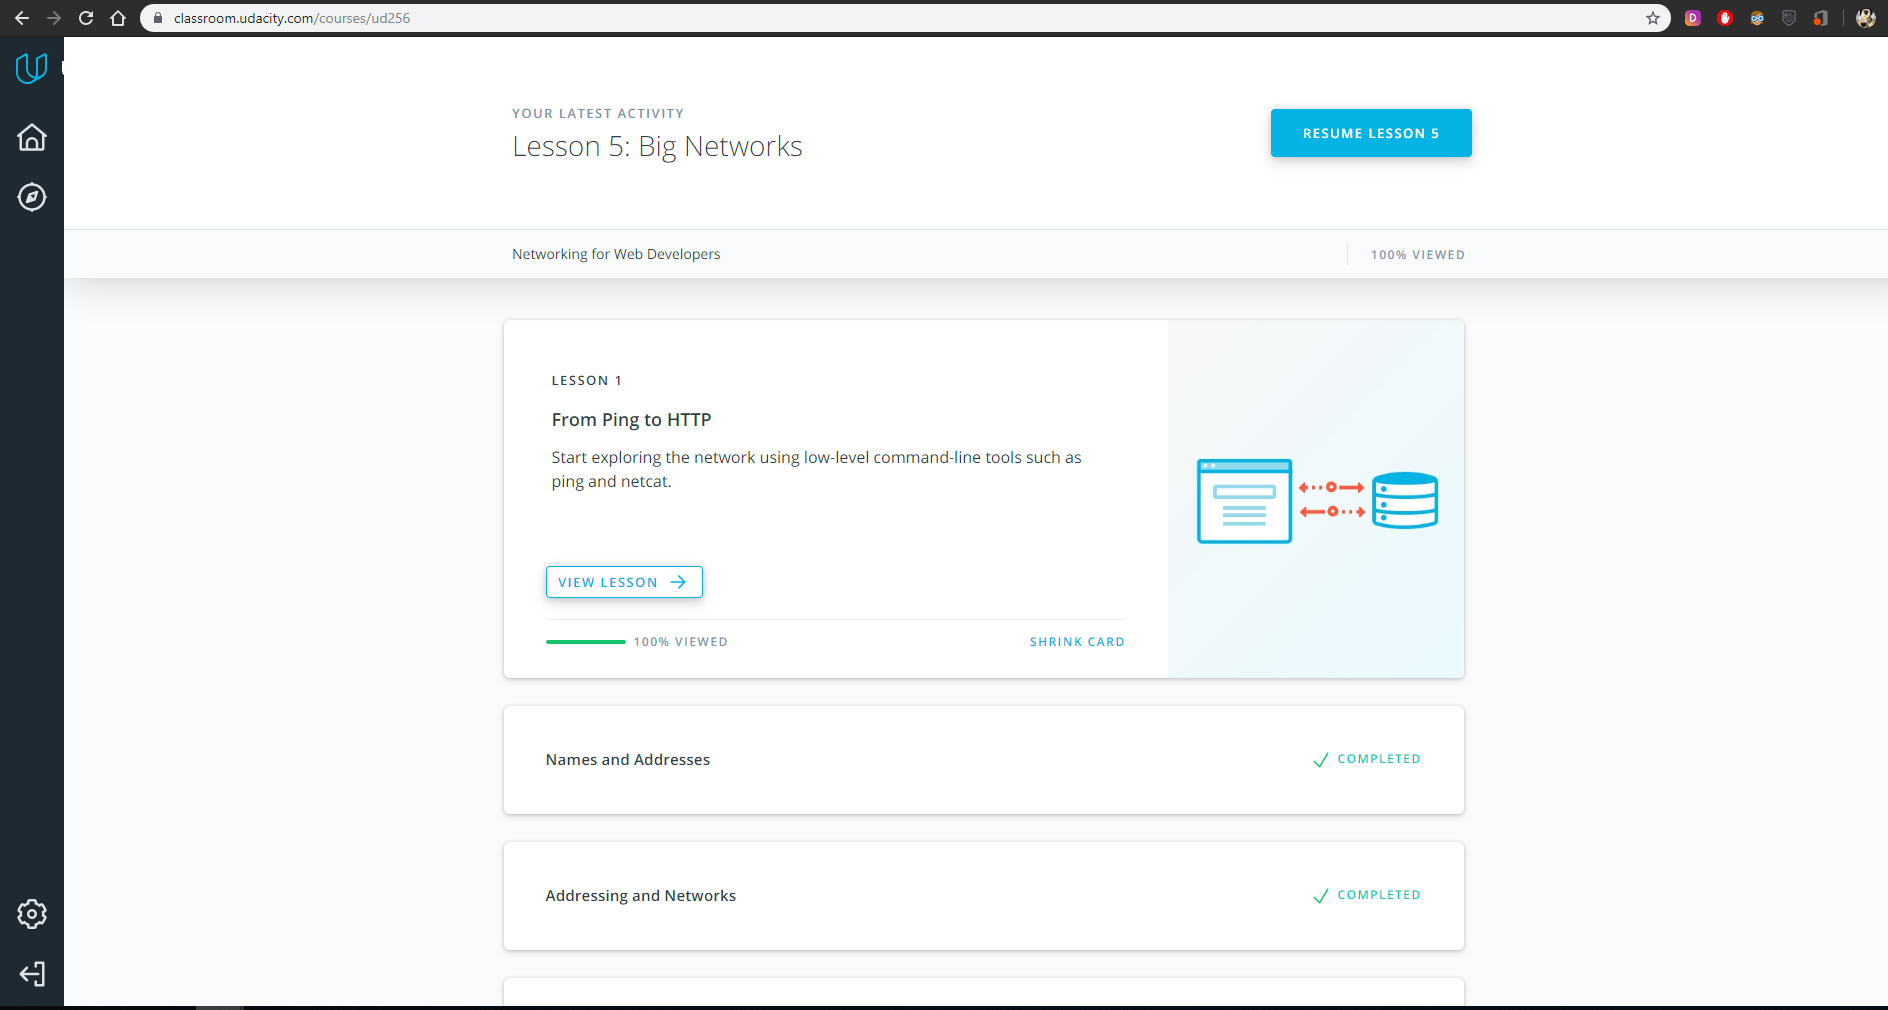 classroom.udacity.com/courses/ud256
YOUR LATEST ACTIVITY
Lesson 5: Big Networks
RESUME LESSON 5
Networking for Web Developers
100% VIEWED
LESSON 1
From Ping to HTTP
Start exploring the network using low-level command-line tools such as
ping and netcat.
VIEW LESSON
100% VIEWED
SHRINK CARD
Names and Addresses
COMPLETED
Addressing and Networks
COMPLETED